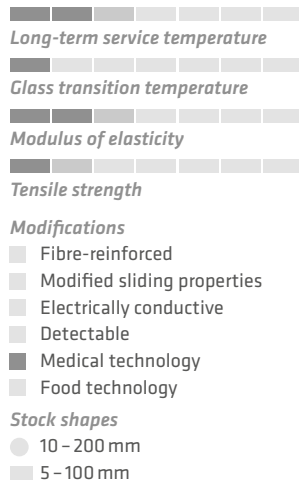 Long-term service temperature
Glass transition temperature
Modulus of elasticity
Tensile strength
Modifications
Fibre-reinforced
Modified sliding properties
Electrically conductive
Detectable
Medical technology
Food technology
Stock shapes
10 – 200 mm
5 – 100 mm